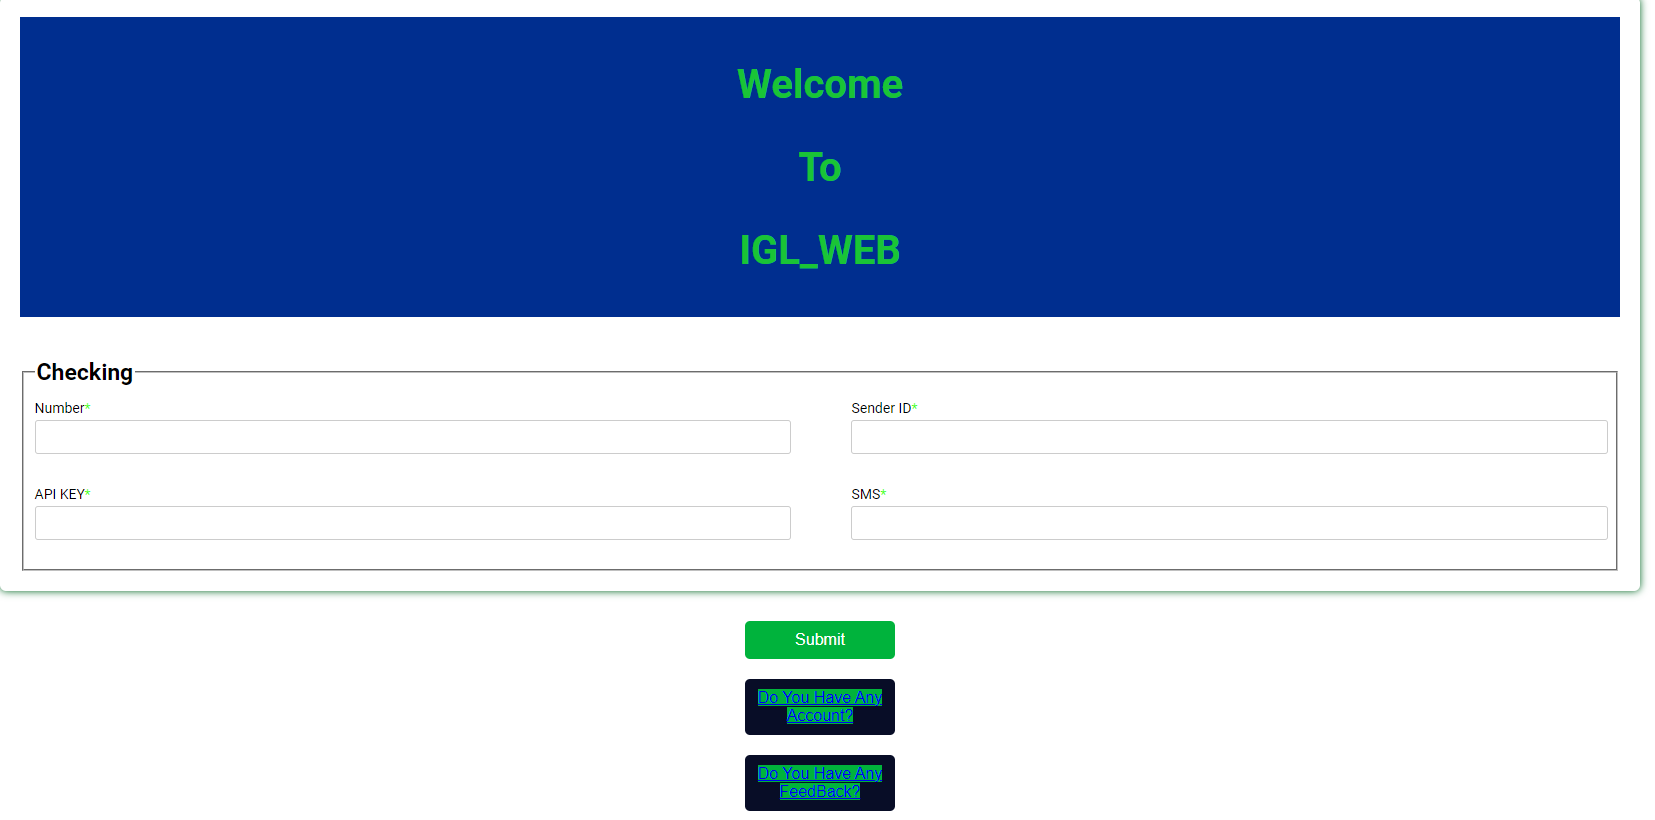 Welcome
To
IGL_WEB
Checking
Number*
Sender ID*
API KEY*
SMS*
Submit
Do You Have Any
Account?
Do You Have Any
FeedBack?